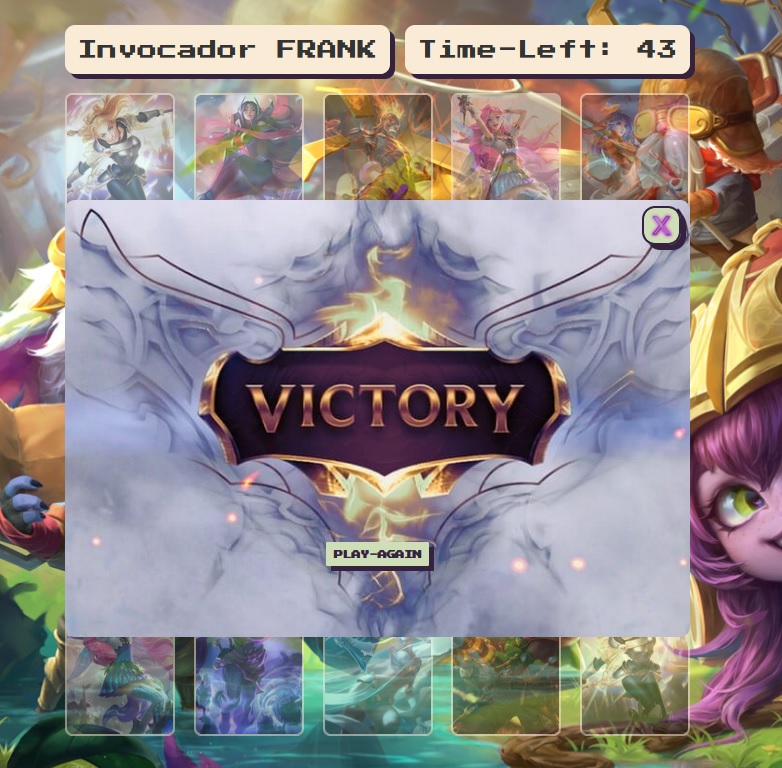 Invocador FRANK
Time-Left: 43
X
VICTORY
PLAY-AGAIN